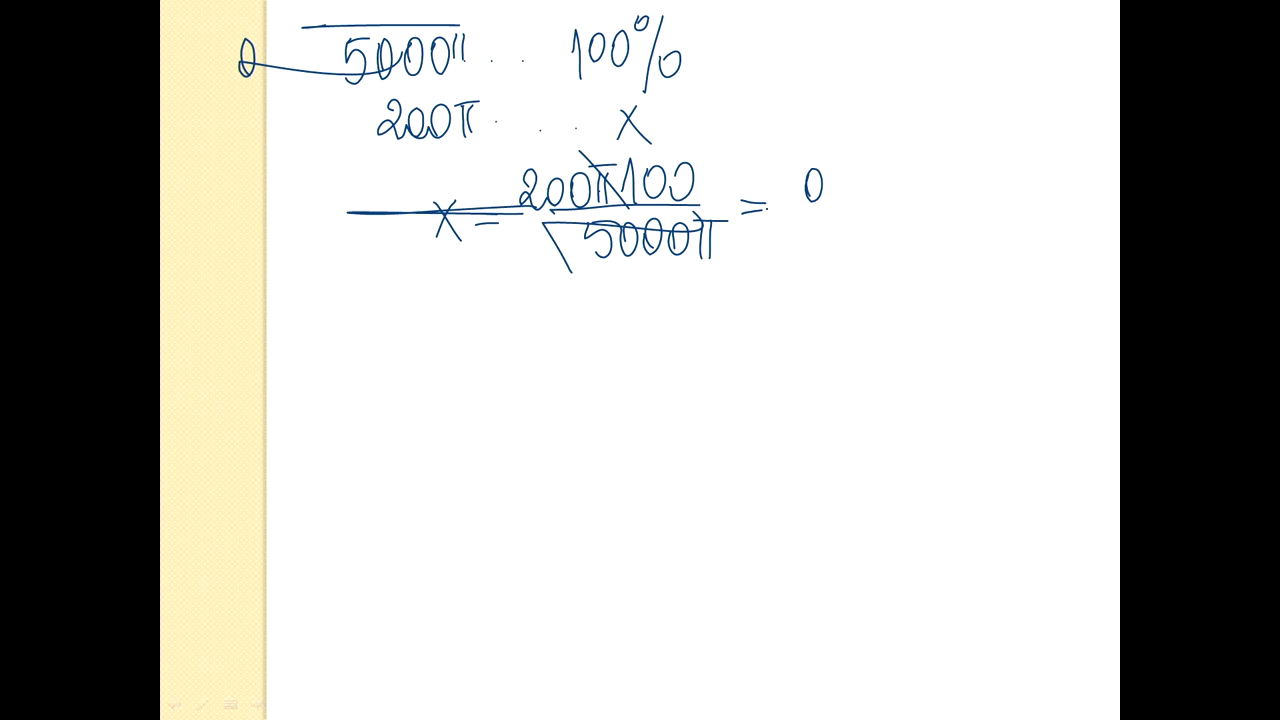 0 5000π . . 100%
200π . . . x
x = 200π100 / 5000π = 0